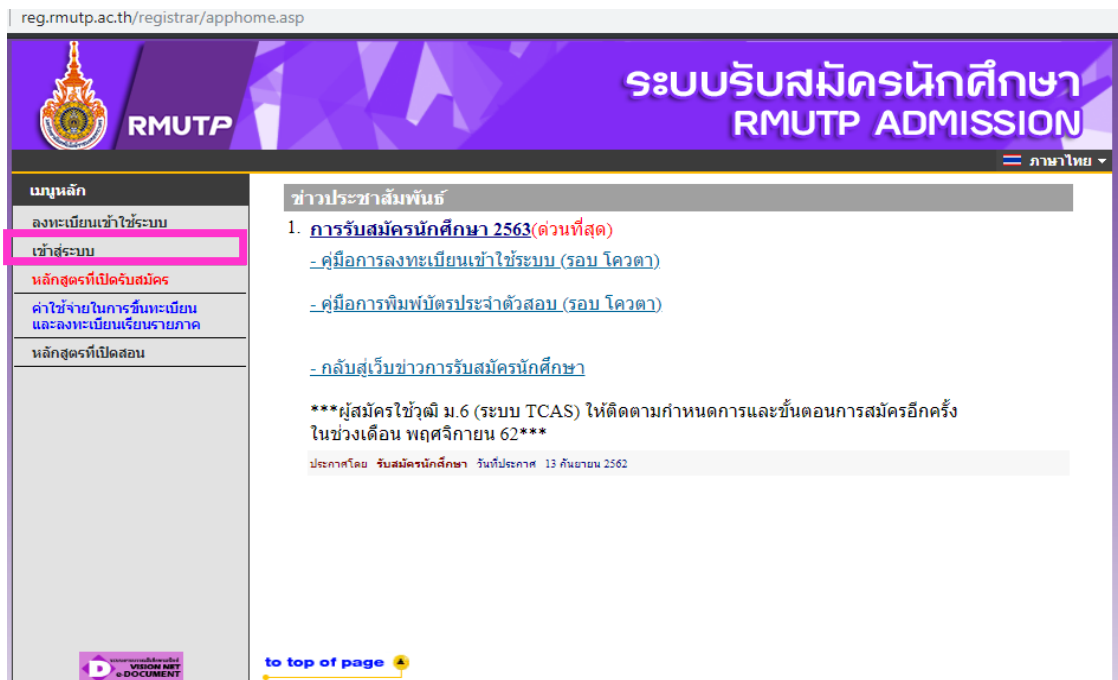 reg.rmutp.ac.th/registrar/apphome.asp
RMUTP
ระบบรับสมัครนักศึกษา
RMUTP ADMISSION
ภาษาไทย
เมนูหลัก
ลงทะเบียนเข้าใช้ระบบ
เข้าสู่ระบบ
หลักสูตรที่เปิดรับสมัคร
ค่าใช้จ่ายในการขึ้นทะเบียน
และลงทะเบียนเรียนรายภาค
หลักสูตรที่เปิดสอน
ข่าวประชาสัมพันธ์
1. การรับสมัครนักศึกษา 2563(ด่วนที่สุด)
- คู่มือการลงทะเบียนเข้าใช้ระบบ (รอบ โควตา)
- คู่มือการพิมพ์บัตรประจำตัวสอบ (รอบ โควตา)
- กลับสู่เว็บข่าวการรับสมัครนักศึกษา
***ผู้สมัครใช้วุฒิ ม.6 (ระบบ TCAS) ให้ติดตามกำหนดการและขั้นตอนการสมัครอีกครั้ง
ในช่วงเดือน พฤศจิกายน 62***
ประกาศโดย รับสมัครนักศึกษา วันที่ประกาศ 13 กันยายน 2562
VISION NET
e-DOCUMENT
to top of page